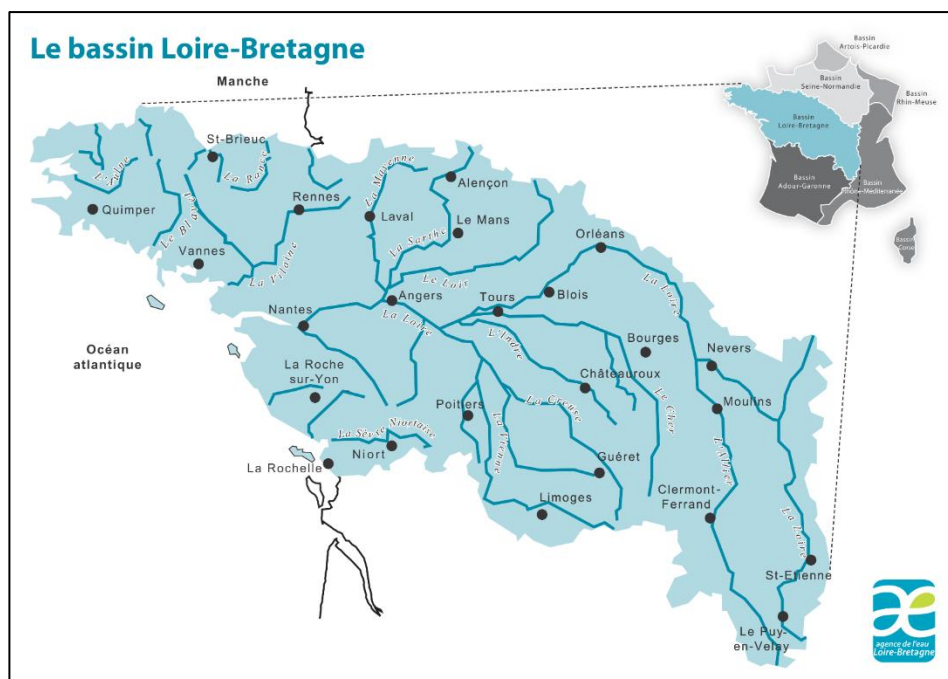 Le bassin Loire-Bretagne
Manche
Bassin
Artois-Picardie
Bassin
Seine-Normandie
Bassin
Rhin-Meuse
Bassin
Loire-Bretagne
Bassin
Adour-Garonne
Bassin
Rhône-Méditerranée
Bassin
Corse
St-Brieuc
L'Aulne
La Rance
Quimper
Le Blavet
Vannes
Rennes
La Vilaine
La Mayenne
Alençon
Laval
Le Mans
La Sarthe
Le Loir
Orléans
Angers
La Loire
Tours
Blois
La Loire
Nantes
L'Indre
Bourges
Nevers
Océan
atlantique
La Roche
sur-Yon
Châteauroux
Poitiers
La Creuse
Le Cher
Moulins
La Sèvre Niortaise
Niort
La Vienne
L'Allier
La Rochelle
Guéret
Limoges
Clermont-
Ferrand
La Loire
St-Etienne
Le Puy-
en-Velay
agence de l'eau
Loire-Bretagne